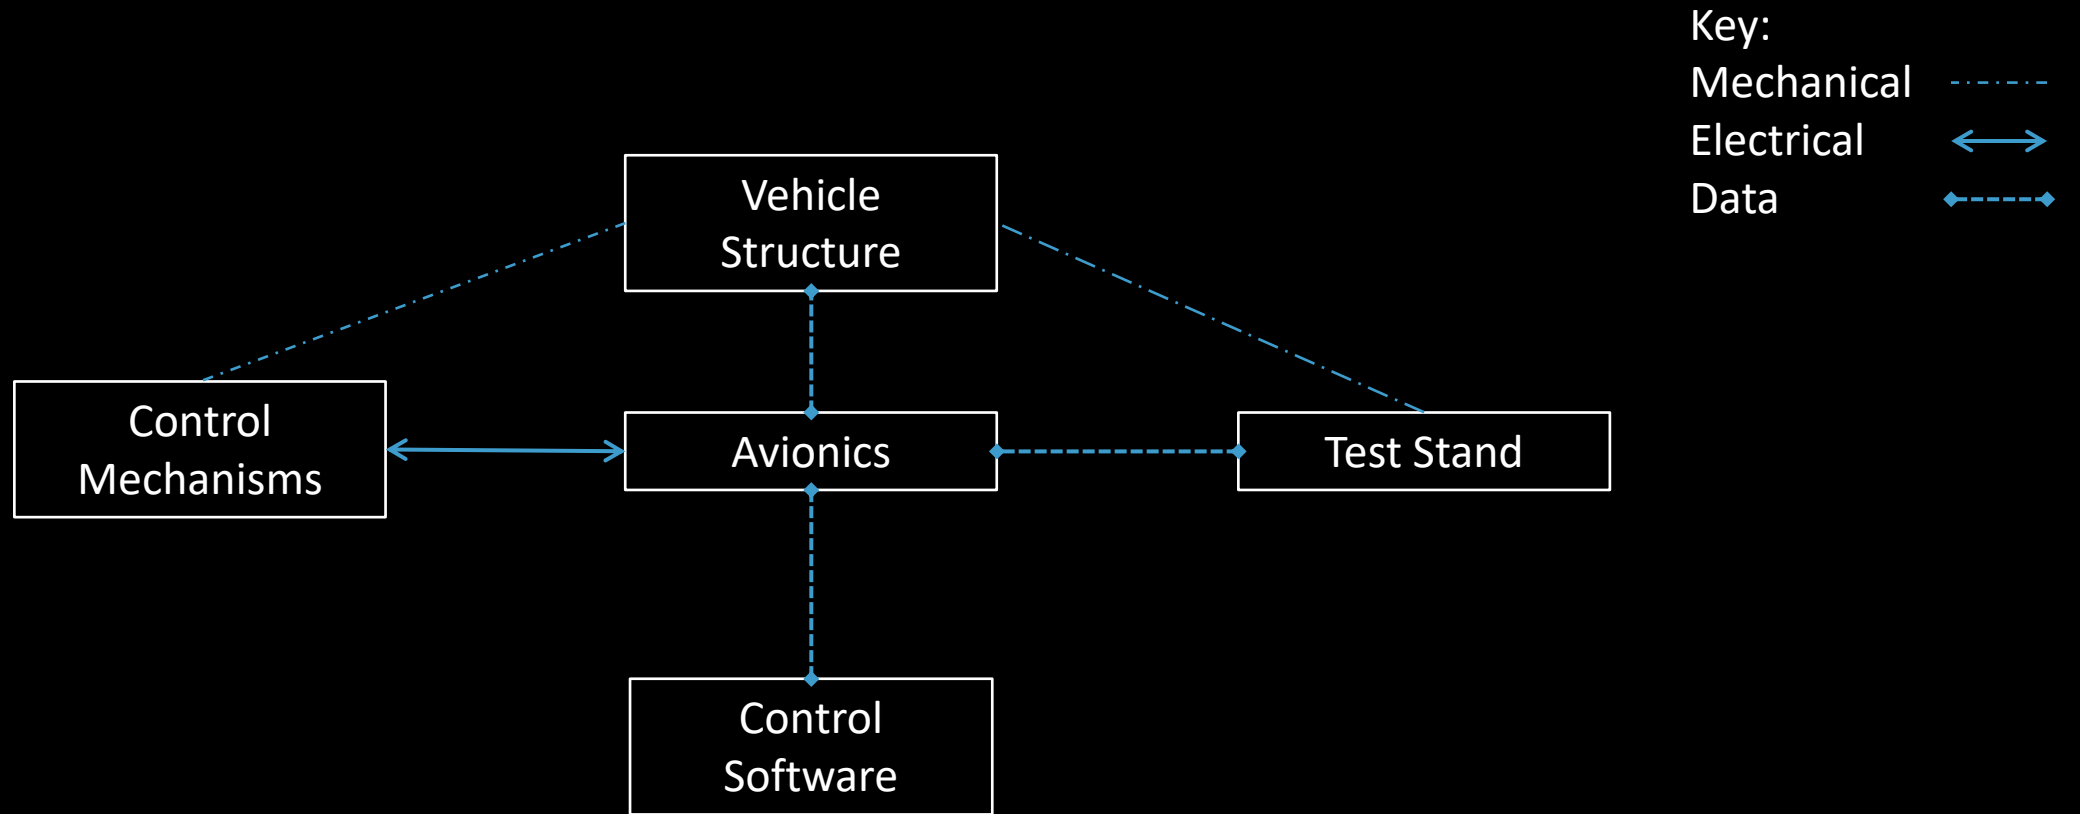 Key:
Mechanical
Electrical
Data
Vehicle
Structure
Control
Mechanisms
Avionics
Test Stand
Control
Software